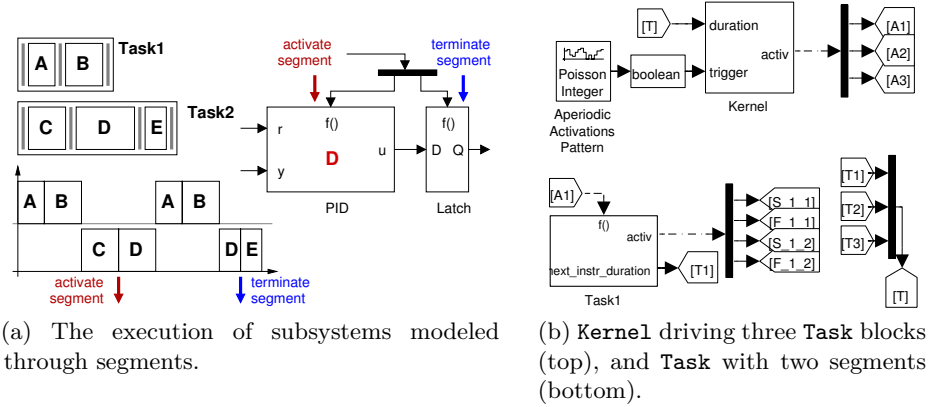 Task1
A B
Task2
C D E
activate
segment
terminate
segment
r
y
f()
D
u
PID
f()
D Q
Latch
A B A B
C D D E
activate
segment
terminate
segment
(a) The execution of subsystems modeled
through segments.
[T]
Poisson
Integer
Aperiodic
Activations
Pattern
boolean
duration
trigger
activ
Kernel
[A1]
[A2]
[A3]
[A1]
f()
activ
next_instr_duration
Task1
[T1]
[S_1_1]
[F_1_1]
[S_1_2]
[F_1_2]
[T1]
[T2]
[T3]
[T]
(b) Kernel driving three Task blocks
(top), and Task with two segments
(bottom).